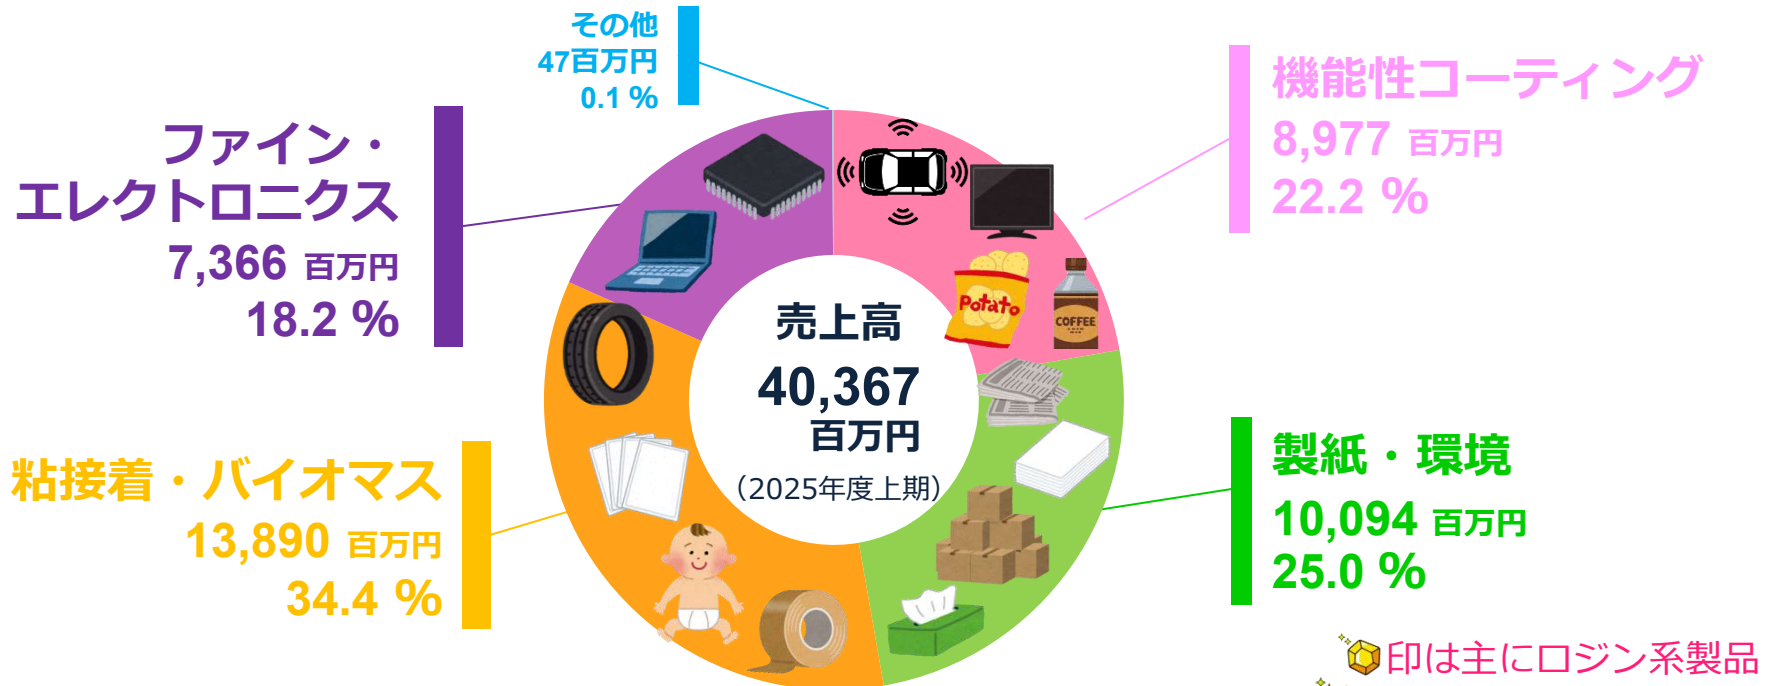 その他
47百万円
0.1 %
機能性コーティング
8,977 百万円
22.2 %
ファイン・
エレクトロニクス
7,366 百万円
18.2 %
Potato
COFFEE
売上高
40,367
百万円
（2025年度上期）
粘接着・バイオマス
13,890 百万円
34.4 %
製紙・環境
10,094 百万円
25.0 %
印は主にロジン系製品